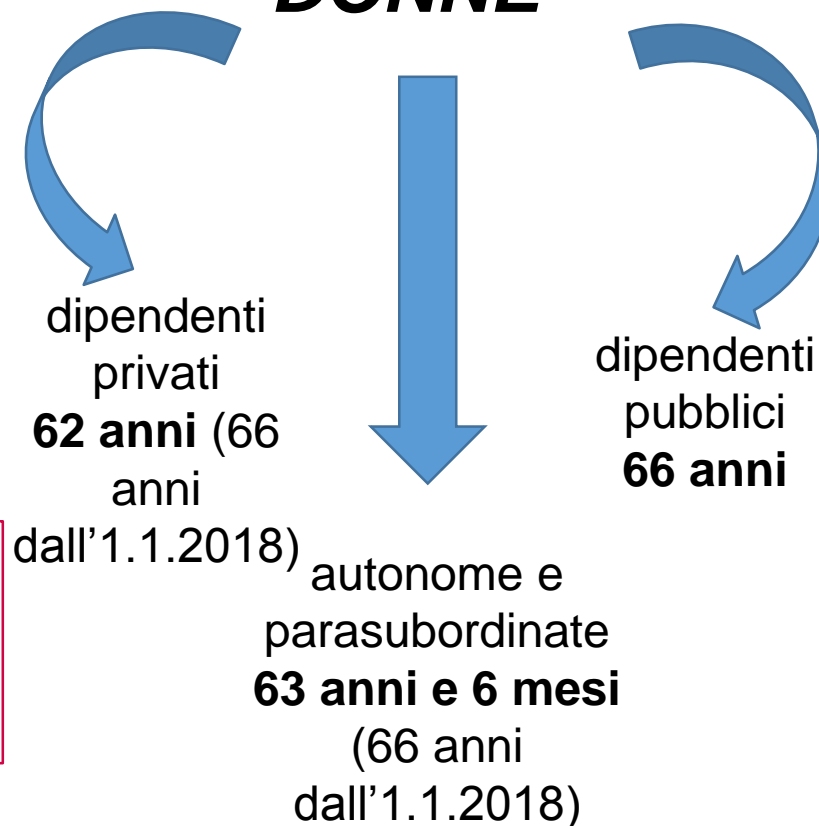 DONNE
dipendenti
privati
62 anni (66
anni
dall'1.1.2018)
dipendenti
pubblici
66 anni
autonome e
parasubordinate
63 anni e 6 mesi
(66 anni
dall'1.1.2018)